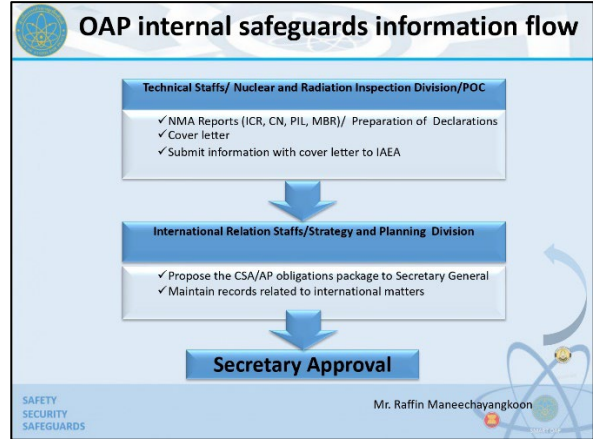 OAP internal safeguards information flow
Technical Staffs/ Nuclear and Radiation Inspection Division/POC
✓NMA Reports (ICR, CN, PIL, MBR)/ Preparation of Declarations
✓Cover letter
✓Submit information with cover letter to IAEA
International Relation Staffs/Strategy and Planning Division
✓Propose the CSA/AP obligations package to Secretary General
✓Maintain records related to international matters
Secretary Approval
SAFETY
SECURITY
SAFEGUARDS
Mr. Raffin Maneechayangkoon